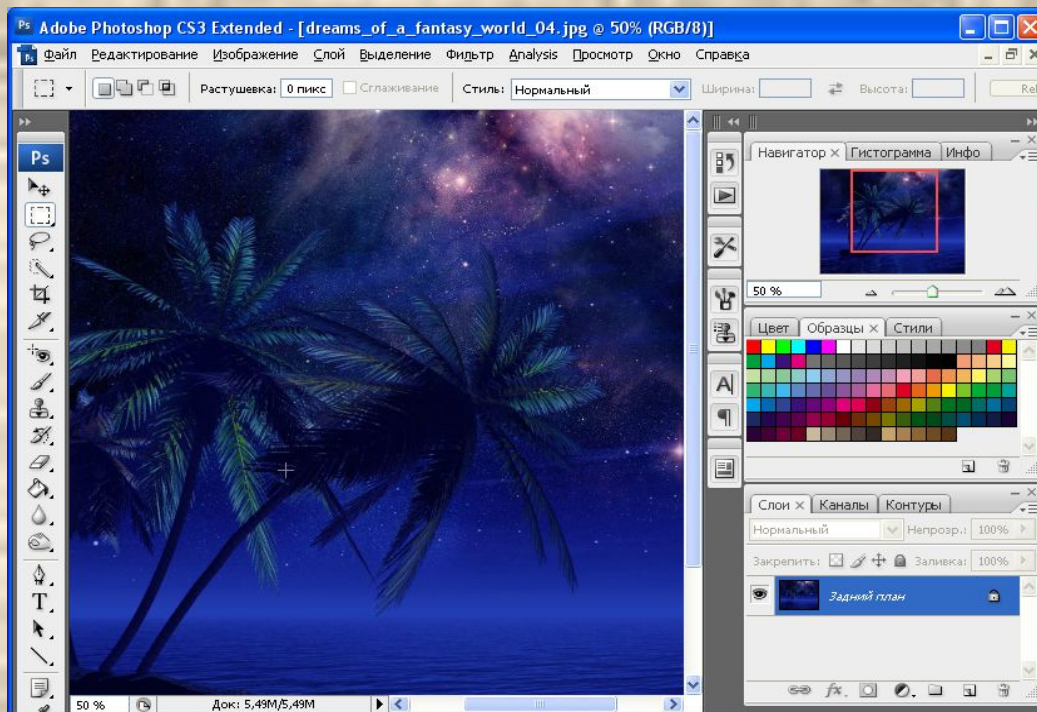 Adobe Photoshop CS3 Extended - [dreams_of_a_fantasy_world_04.jpg @ 50% (RGB/8)]
Файл Редактирование Изображение Слой Выделение Фильтр Analysis Просмотр Окно Справка
Растушевка: 0 пикс Сглаживание Стиль: Нормальный Ширина: Высота:
Ps
Навигатор Гистограмма Инфо
50 %
Цвет Образцы Стили
Слои Каналы Контуры
Нормальный Непрозр.: 100%
Закрепить: Заливка: 100%
Задний план
50 % Док: 5,49M/5,49M